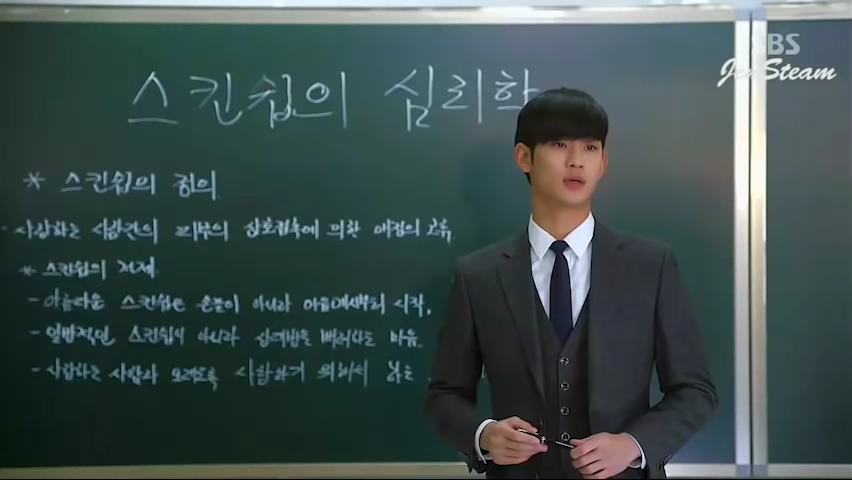 SBS
JenSteam
스킨쉽의 심리학
* 스킨쉽의 정의
- 사랑하는 사람간의 피부의 상호접촉에 의한 애정의 교류.
* 스킨쉽의 전제
- 아름다운 스킨쉽은 손끝이 아니라 마음에서부터 시작.
- 일방적인 스킨쉽이 아니라 상대방을 배려하는 마음.
- 사랑하는 사람과 오래도록 사랑하기 위해서 하는